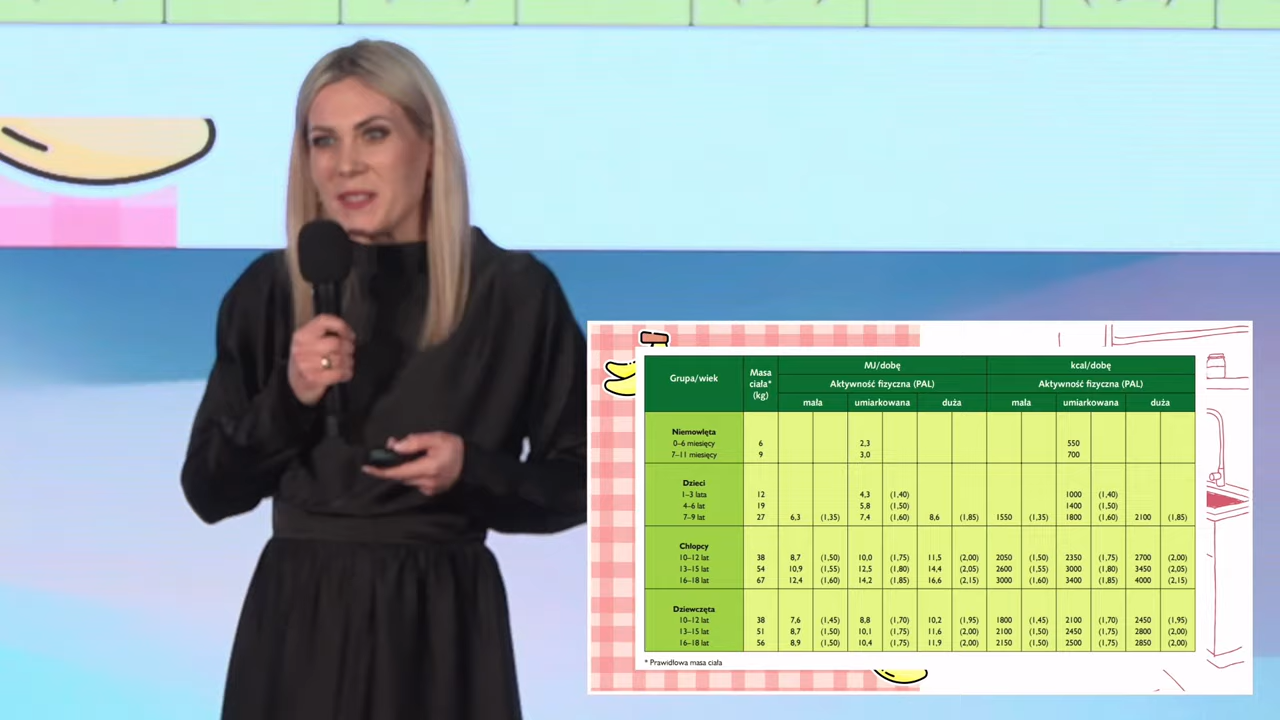 Grupa/wiek Masa ciała* (kg) MJ/dobę kcal/dobę
Aktywność fizyczna (PAL) Aktywność fizyczna (PAL)
mała umiarkowana duża mała umiarkowana duża
Niemowlęta
0–6 miesięcy 6 2,3 550
7–11 miesięcy 9 3,0 700
Dzieci
1–3 lata 12 4,3 (1,40) 1000 (1,40)
4–6 lat 19 5,8 (1,50) 1400 (1,50)
7–9 lat 27 6,3 (1,35) 7,4 (1,60) 8,6 (1,85) 1550 (1,35) 1800 (1,60) 2100 (1,85)
Chłopcy
10–12 lat 38 8,7 (1,50) 10,0 (1,75) 11,5 (2,00) 2050 (1,50) 2350 (1,75) 2700 (2,00)
13–15 lat 54 10,9 (1,55) 12,5 (1,80) 14,4 (2,05) 2600 (1,55) 3000 (1,80) 3450 (2,05)
16–18 lat 67 12,4 (1,60) 14,2 (1,85) 16,6 (2,15) 3000 (1,60) 3400 (1,85) 4000 (2,15)
Dziewczęta
10–12 lat 38 7,6 (1,45) 8,8 (1,70) 10,2 (1,95) 1800 (1,45) 2100 (1,70) 2450 (1,95)
13–15 lat 51 8,7 (1,50) 10,1 (1,75) 11,6 (2,00) 2100 (1,50) 2450 (1,75) 2800 (2,00)
16–18 lat 56 8,9 (1,50) 10,4 (1,75) 11,9 (2,00) 2150 (1,50) 2500 (1,75) 2850 (2,00)
* Prawidłowa masa ciała